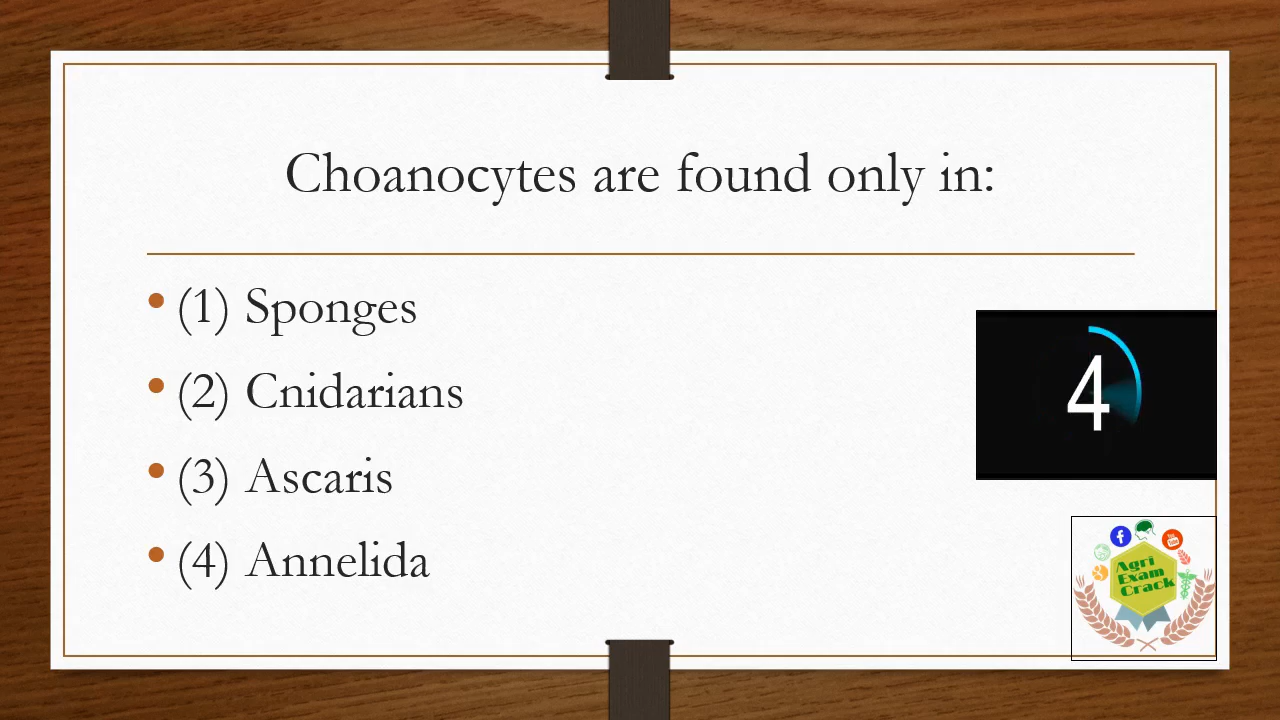 Choanocytes are found only in:
• (1) Sponges
• (2) Cnidarians
• (3) Ascaris
• (4) Annelida
4
Agri
Exam
Crack